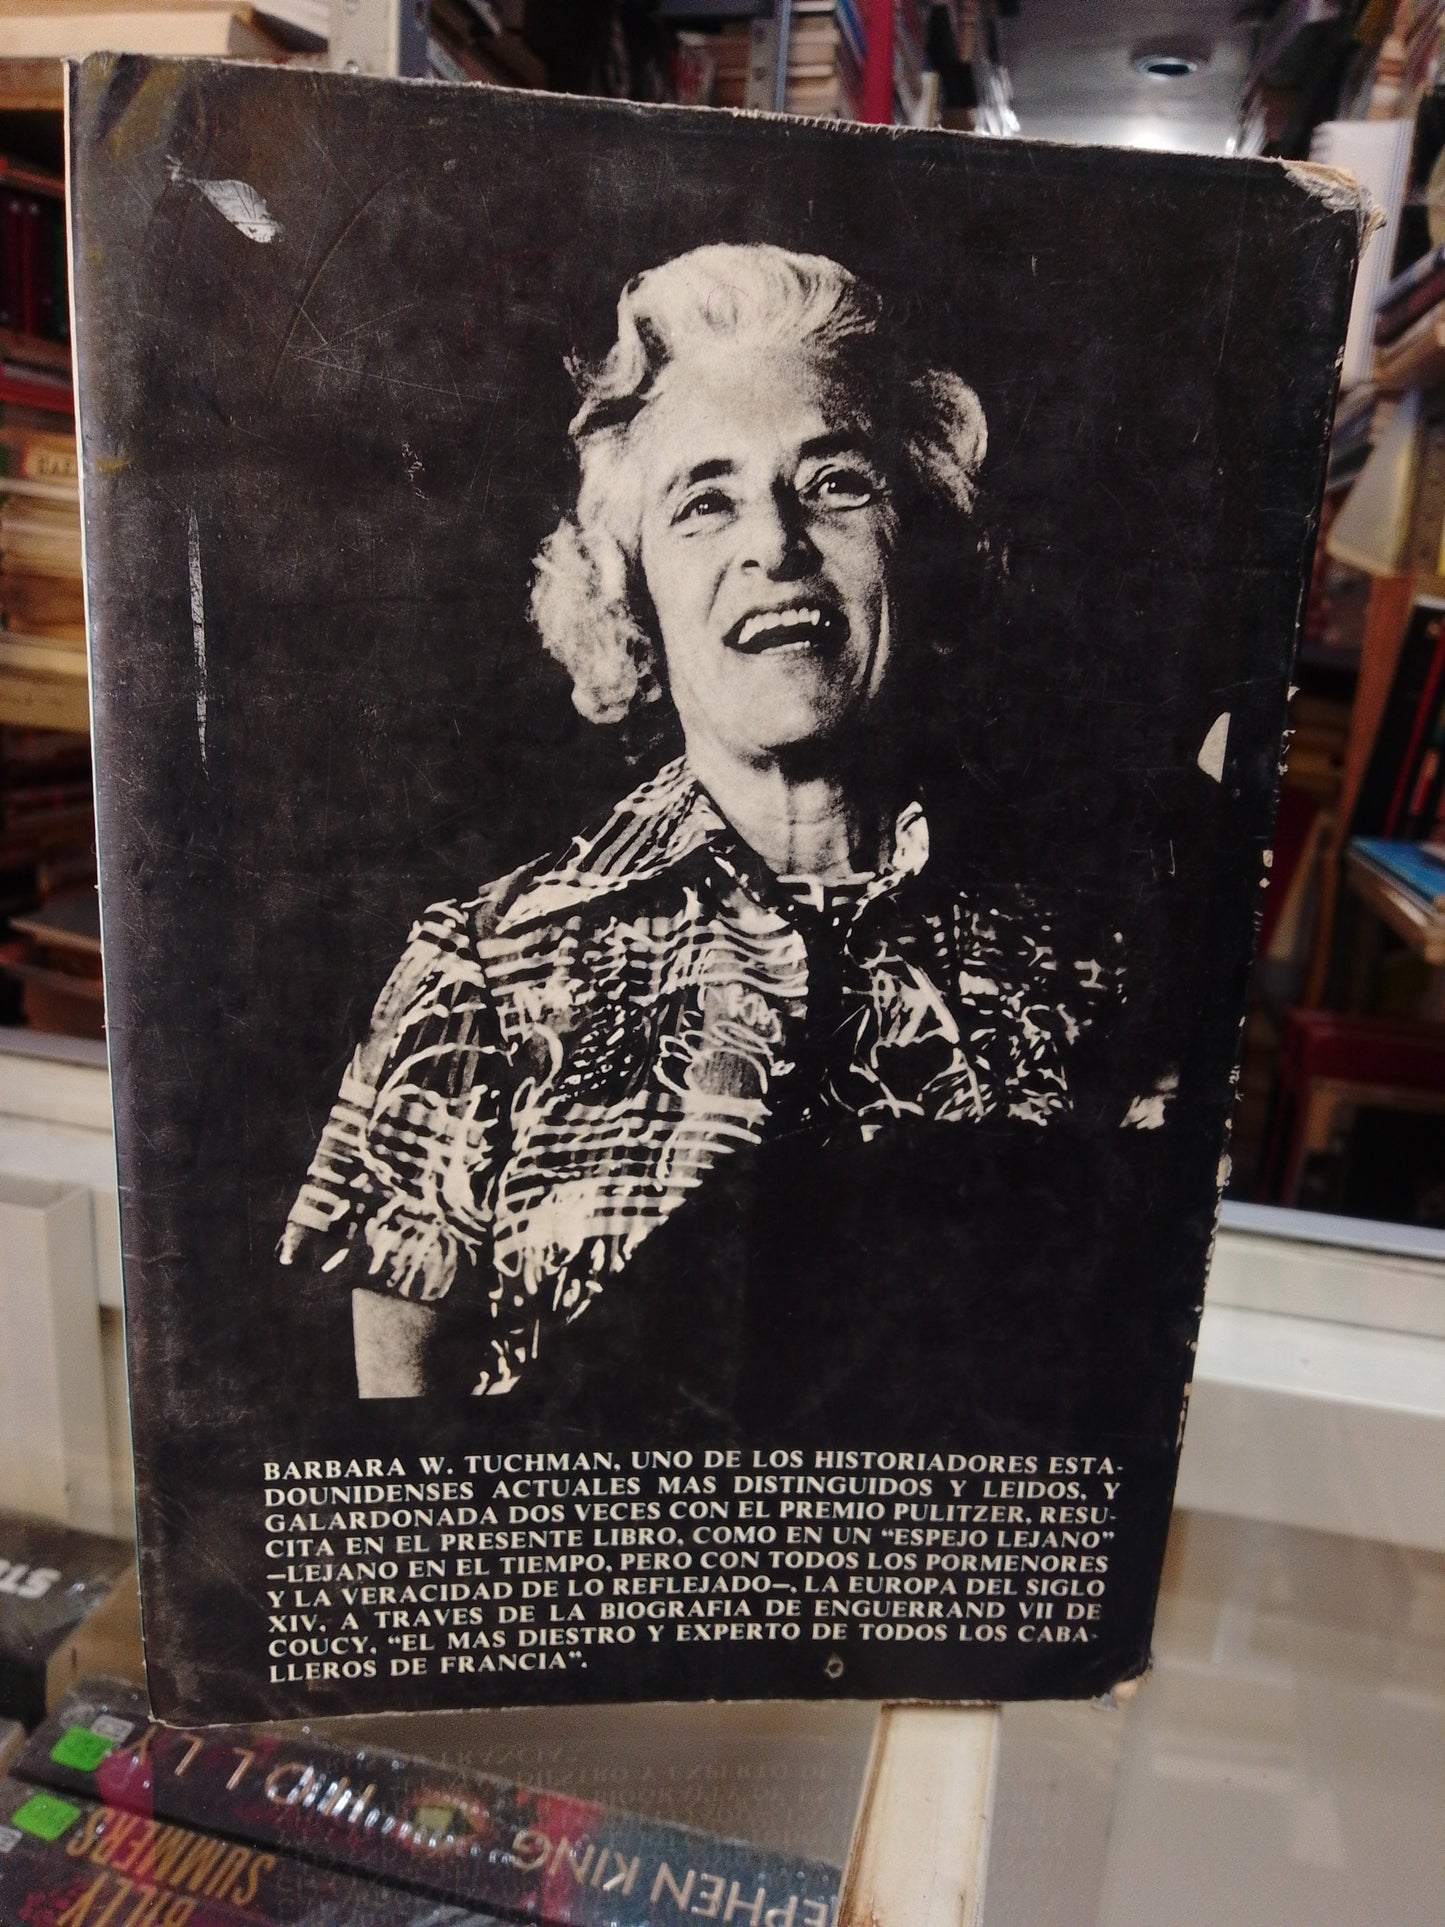 BARBARA W. TUCHMAN, UNO DE LOS HISTORIADORES ESTA-
DOUNIDENSES ACTUALES MAS DISTINGUIDOS Y LEIDOS, Y
GALARDONADA DOS VECES CON EL PREMIO PULITZER, RESU-
CITA EN EL PRESENTE LIBRO, COMO EN UN "ESPEJO LEJANO"
—LEJANO EN EL TIEMPO, PERO CON TODOS LOS PORMENORES
Y LA VERACIDAD DE LO REFLEJADO—, LA EUROPA DEL SIGLO
XIV, A TRAVES DE LA BIOGRAFIA DE ENGUERRAND VII DE
COUCY, "EL MAS DIESTRO Y EXPERTO DE TODOS LOS CABA-
LLEROS DE FRANCIA".
HOLLY
STEPHEN KING
BILLY
SUMMERS